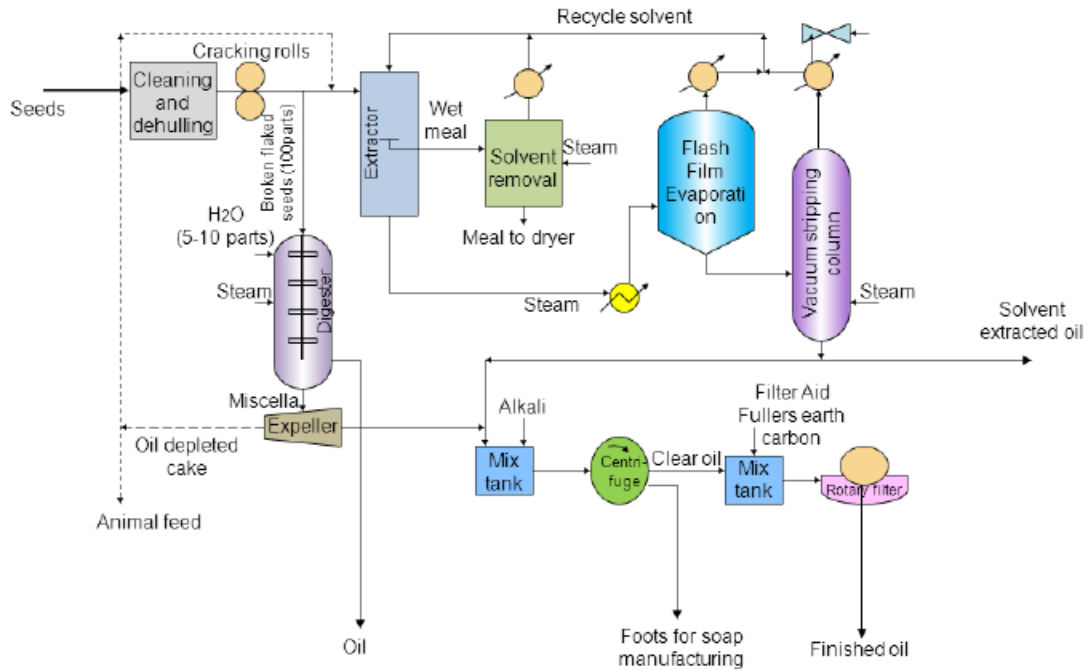 Recycle solvent
Cracking rolls
Seeds
Cleaning
and
dehulling
Broken flaked
seeds (100parts)
Extractor
Wet
meal
Solvent
removal
Steam
Meal to dryer
Flash
Film
Evaporati
on
Vacuum stripping
column
Steam
Steam
H2O
(5-10 parts)
Steam
Digester
Solvent
extracted oil
Miscella
Expeller
Oil depleted
cake
Animal feed
Alkali
Mix
tank
Centri-
fuge
Clear oil
Filter Aid
Fullers earth
carbon
Mix
tank
Rotary filter
Oil
Foots for soap
manufacturing
Finished oil